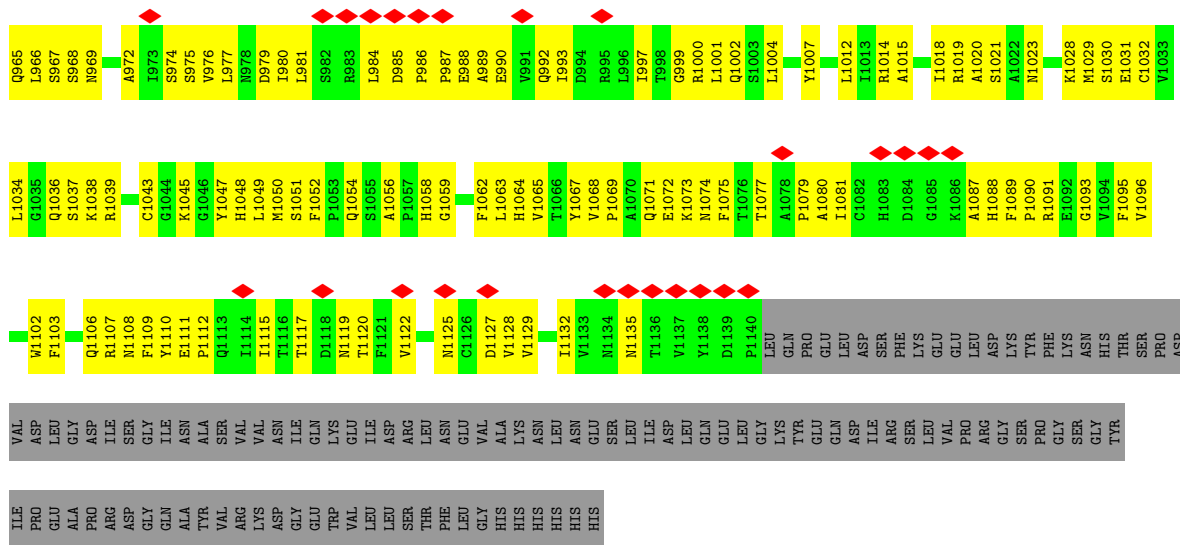 Q965 L966 S967 S968 N969 A972 I973 S974 S975 V976 L977 N978 D979 I980 L981 S982 R983 L984 D985 P986 P987 E988 A989 E990 V991 Q992 I993 D994 R995 L996 I997 T998 G999 R1000 L1001 Q1002 S1003 L1004 Y1007 L1012 I1013 R1014 A1015 I1018 R1019 A1020 S1021 A1022 N1023 K1028 M1029 S1030 E1031 C1032 V1033
L1034 G1035 Q1036 S1037 K1038 R1039 C1043 G1044 K1045 G1046 Y1047 H1048 L1049 M1050 S1051 F1052 P1053 Q1054 S1055 A1056 P1057 H1058 G1059 F1062 L1063 H1064 V1065 T1066 Y1067 V1068 P1069 A1070 Q1071 E1072 K1073 N1074 F1075 T1076 T1077 A1078 P1079 A1080 I1081 C1082 H1083 D1084 G1085 K1086 A1087 H1088 F1089 P1090 R1091 E1092 G1093 V1094 F1095 V1096
W1102 F1103 Q1106 R1107 N1108 F1109 Y1110 E1111 P1112 Q1113 I1114 I1115 T1116 T1117 D1118 N1119 T1120 F1121 V1122 N1125 C1126 D1127 V1128 V1129 I1132 V1133 N1134 N1135 T1136 V1137 Y1138 D1139 P1140 LEU GLN PRO GLU LEU ASP SER PHE LYS GLU GLU LEU ASP LYS TYR PHE LYS ASN HIS THR SER PRO ASP
VAL ASP LEU GLY ASP ILE SER GLY ILE ASN ALA SER VAL VAL ASN ILE GLN LYS GLU ILE ASP ARG LEU ASN GLU VAL ALA LYS ASN LEU ASN GLU SER LEU ILE ASP LEU GLN GLU LEU GLY LYS TYR GLU GLN ASP ILE ARG SER LEU VAL PRO ARG GLY SER PRO GLY SER GLY TYR
ILE PRO GLU ALA PRO ARG ASP GLY GLN ALA TYR VAL ARG LYS ASP GLY GLU TRP VAL LEU LEU SER THR PHE LEU GLY HIS HIS HIS HIS HIS HIS